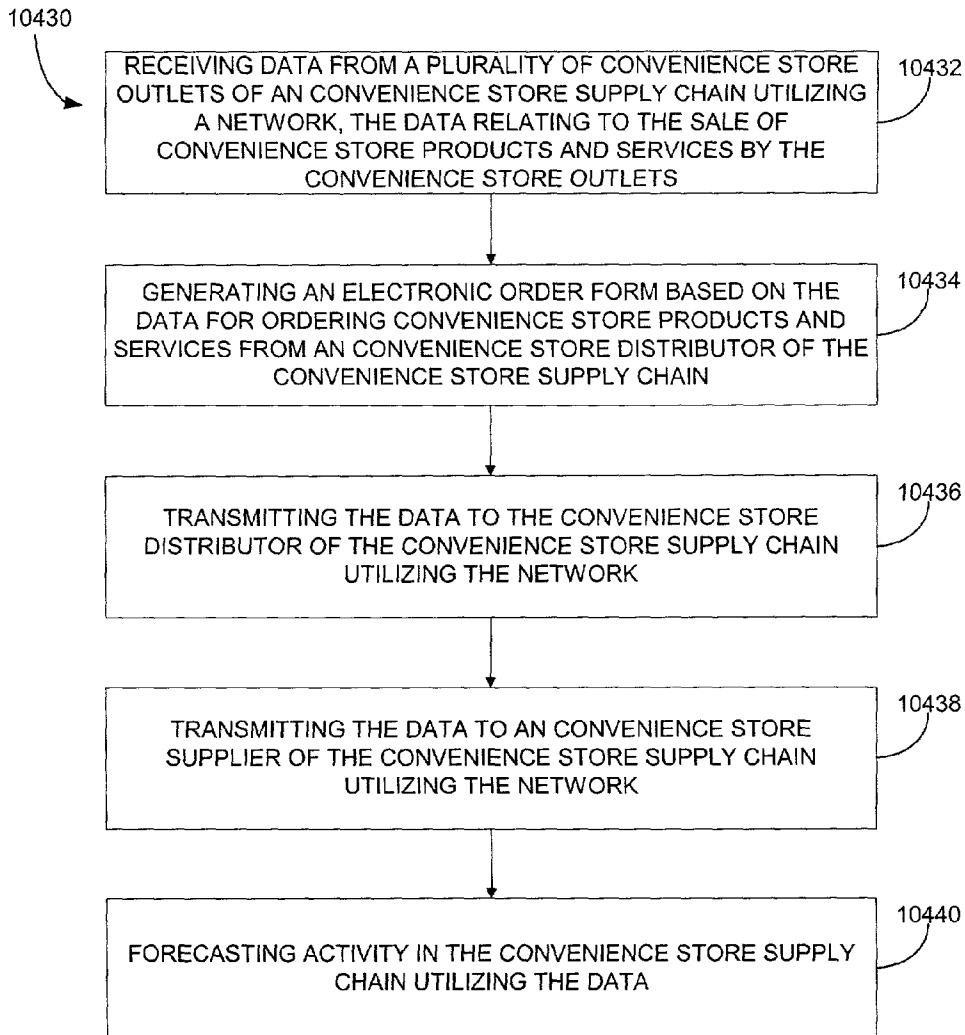 10430
RECEIVING DATA FROM A PLURALITY OF CONVENIENCE STORE
OUTLETS OF AN CONVENIENCE STORE SUPPLY CHAIN UTILIZING
A NETWORK, THE DATA RELATING TO THE SALE OF
CONVENIENCE STORE PRODUCTS AND SERVICES BY THE
CONVENIENCE STORE OUTLETS
10432
GENERATING AN ELECTRONIC ORDER FORM BASED ON THE
DATA FOR ORDERING CONVENIENCE STORE PRODUCTS AND
SERVICES FROM AN CONVENIENCE STORE DISTRIBUTOR OF THE
CONVENIENCE STORE SUPPLY CHAIN
10434
TRANSMITTING THE DATA TO THE CONVENIENCE STORE
DISTRIBUTOR OF THE CONVENIENCE STORE SUPPLY CHAIN
UTILIZING THE NETWORK
10436
TRANSMITTING THE DATA TO AN CONVENIENCE STORE
SUPPLIER OF THE CONVENIENCE STORE SUPPLY CHAIN
UTILIZING THE NETWORK
10438
FORECASTING ACTIVITY IN THE CONVENIENCE STORE SUPPLY
CHAIN UTILIZING THE DATA
10440